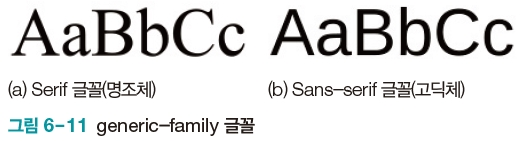 AaBbCc AaBbCc
(a) Serif 글꼴(명조체) (b) Sans-serif 글꼴(고딕체)
그림 6-11 generic-family 글꼴